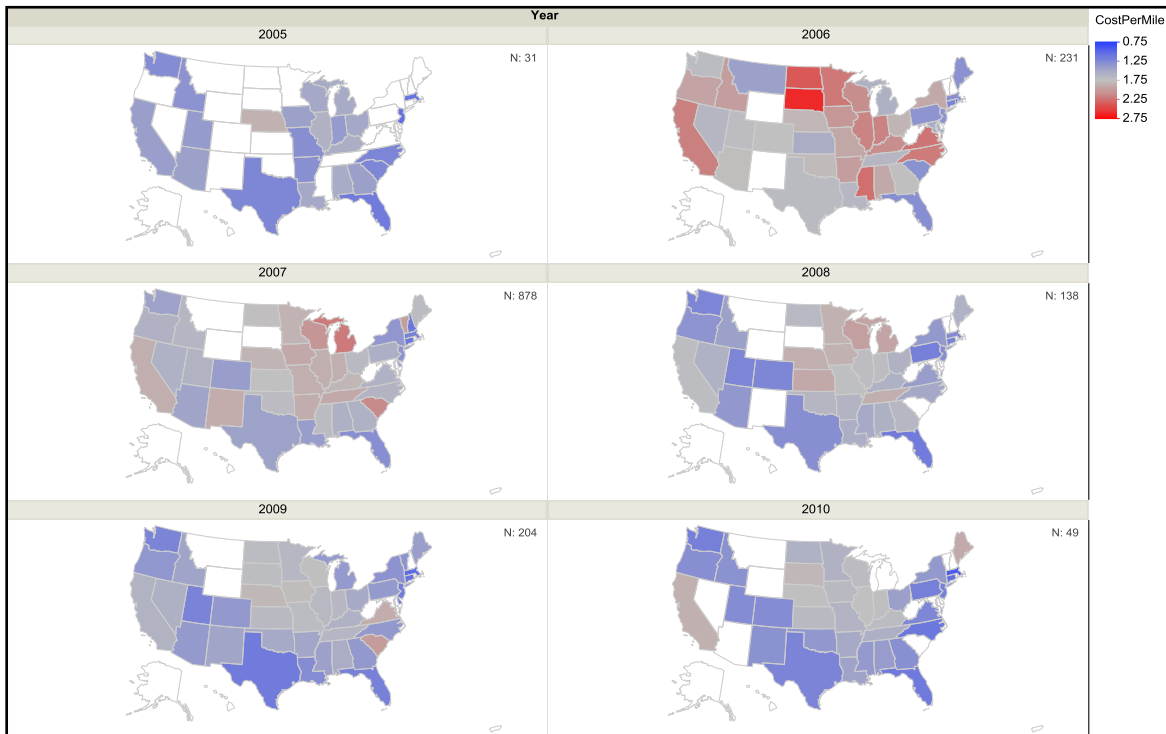 Year
2005
2006
N: 31
N: 231
2007
2008
N: 878
N: 138
2009
2010
N: 204
N: 49
CostPerMile
0.75
1.25
1.75
2.25
2.75